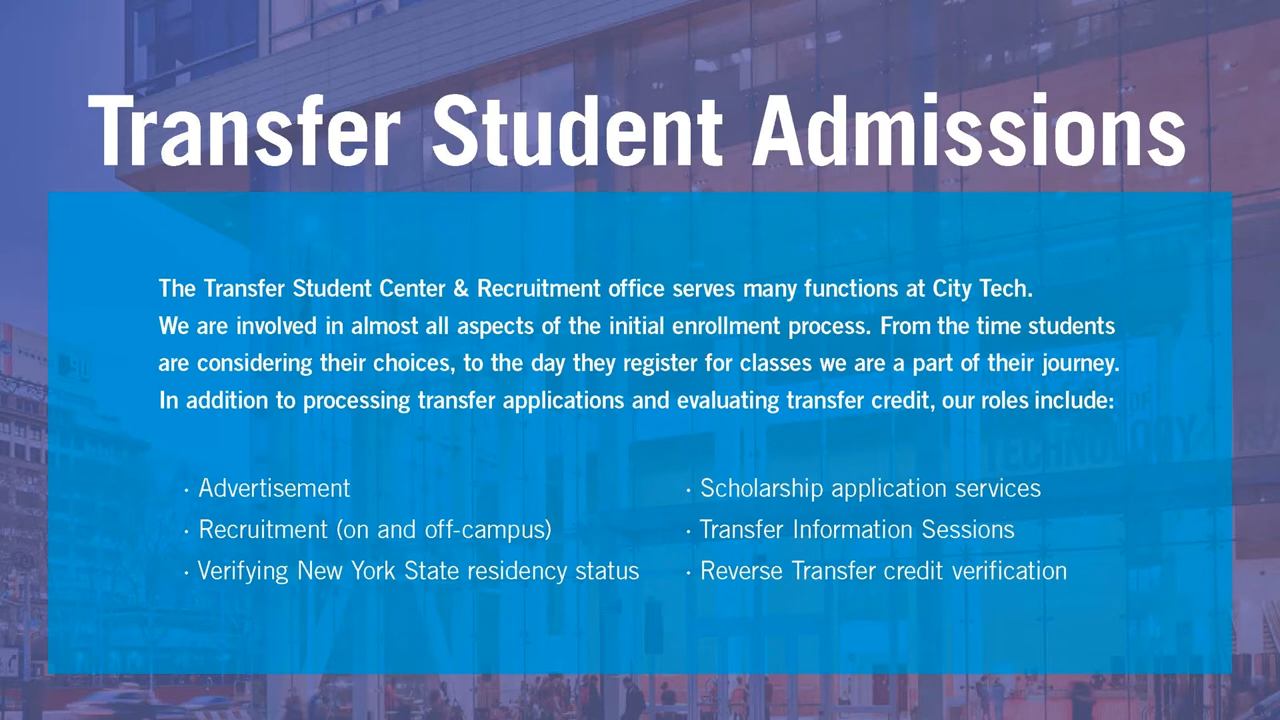 Transfer Student Admissions
The Transfer Student Center & Recruitment office serves many functions at City Tech.
We are involved in almost all aspects of the initial enrollment process. From the time students
are considering their choices, to the day they register for classes we are a part of their journey.
In addition to processing transfer applications and evaluating transfer credit, our roles include:
· Advertisement
· Recruitment (on and off-campus)
· Verifying New York State residency status
· Scholarship application services
· Transfer Information Sessions
· Reverse Transfer credit verification
OF
TECHNOLOGY